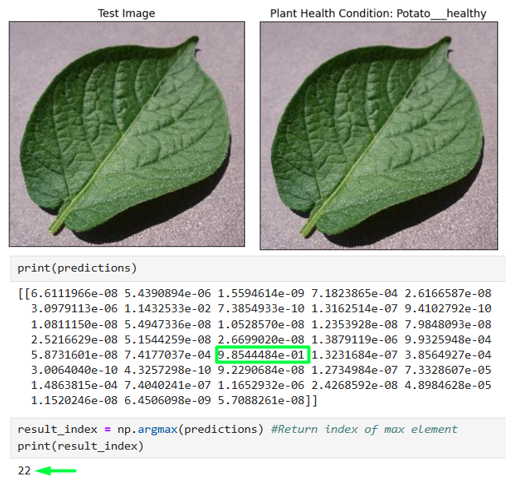 Test Image
Plant Health Condition: Potato___healthy
print(predictions)
[[6.6111966e-08 5.4390894e-06 1.5594614e-09 7.1823865e-04 2.6166587e-08
3.0979113e-06 1.1432533e-02 7.3854933e-10 1.3162514e-07 9.4102792e-10
1.0811150e-08 5.4947336e-08 1.0528570e-08 1.2353928e-08 7.9848093e-08
2.5216629e-08 5.1544259e-08 2.6699020e-06 1.3879119e-06 9.9325948e-04
5.8731601e-08 7.4177037e-04 9.8544484e-01 1.3231684e-07 3.8564927e-04
3.0064040e-10 4.3257298e-10 9.2290684e-08 1.2734984e-07 7.3328607e-05
1.4863815e-04 7.4040241e-07 1.1652932e-06 2.4268592e-08 4.8984628e-05
1.1520246e-08 6.4506098e-09 5.7088261e-08]]
result_index = np.argmax(predictions) #Return index of max element
print(result_index)
22